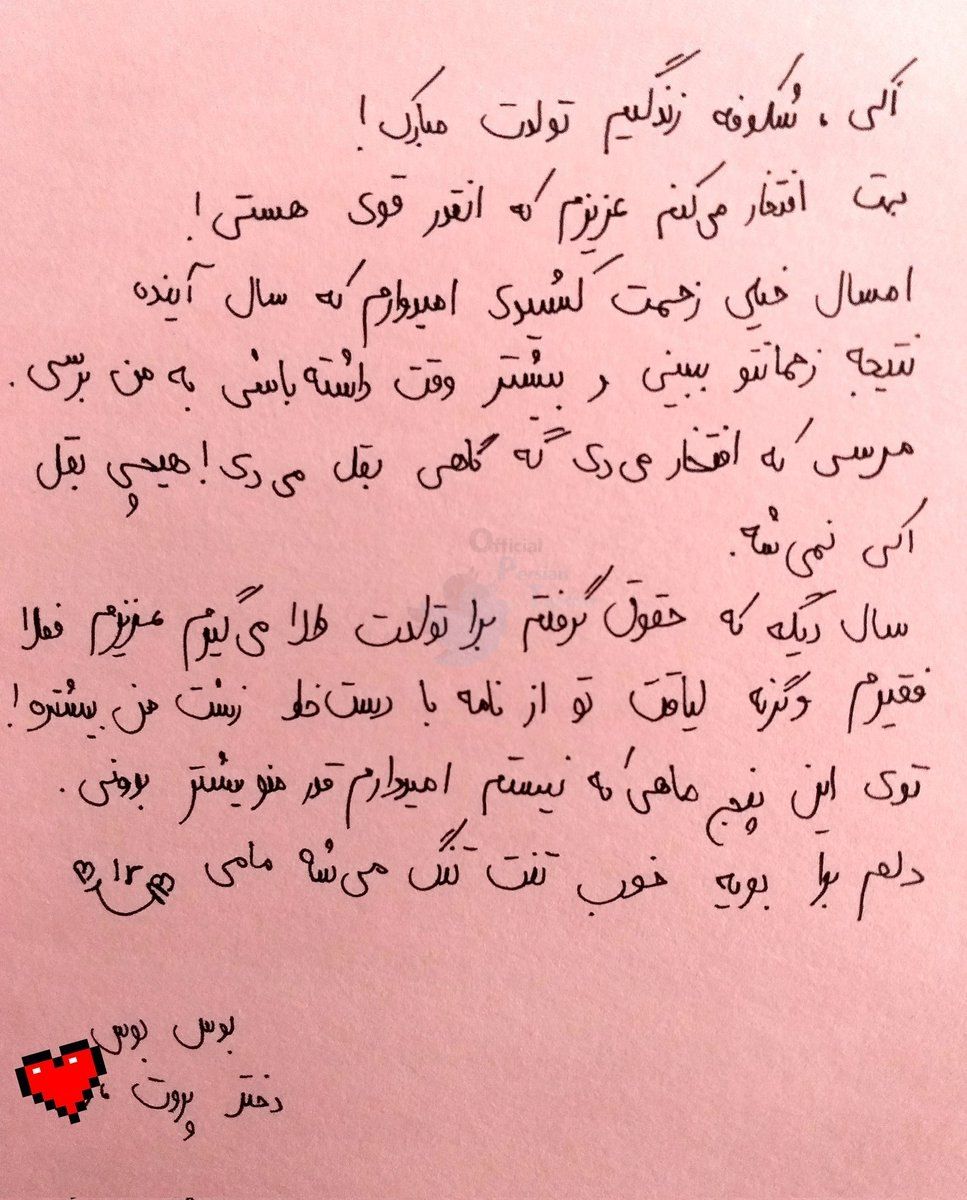 اکی ، شکوفه زندگیم تولدت مبارک !
بهت افتخار می‌کنم عزیزم که انقدر قوی هستی !
امسال خیلی زحمت کشیدی امیدوارم که سال آینده
نتیجه زحماتتو ببینی و بیشتر وقت داشته باشی به من برسی .
مرسی که افتخار می‌دی که گاهی بقل می‌دی ! هیچی بقل
اکی نمی‌شه .
سال دیگه که حقوق گرفتم برا تولدت طلا می‌گیرم عزیزم فعلا
فقیرم وگرنه لیاقت تو از نامه با دست خط زشت من بیشتره !
توی این پنج ماهی که نیستم امیدوارم قدر منو بیشتر بدونی .
دلم برا بویه خوب تنت تنگ می‌شه مامی
بوس بوس
دختر پروت ،
Official
Persian